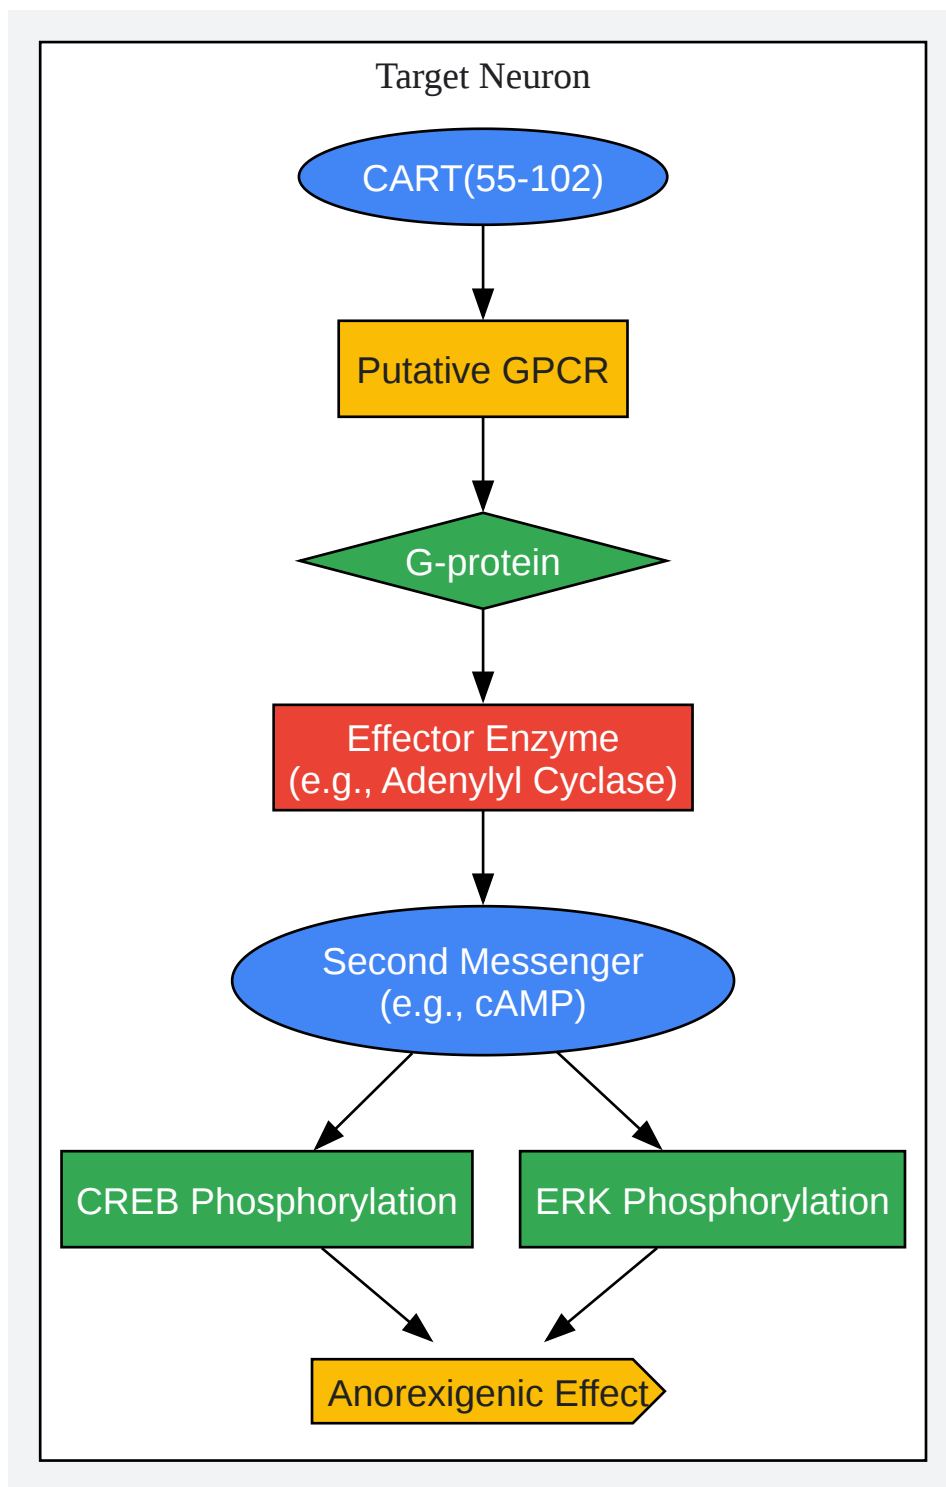 Target Neuron
CART(55-102)
Putative GPCR
G-protein
Effector Enzyme
(e.g., Adenylyl Cyclase)
Second Messenger
(e.g., cAMP)
CREB Phosphorylation
ERK Phosphorylation
Anorexigenic Effect